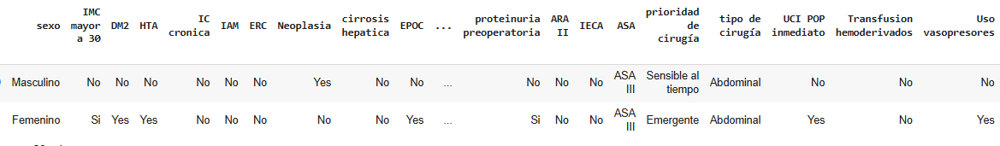 sexo IMC mayor a 30 DM2 HTA IC cronica IAM ERC Neoplasia cirrosis hepatica EPOC ... proteinuria preoperatoria ARA II IECA ASA prioridad de cirugía tipo de cirugía UCI POP inmediato Transfusion hemoderivados Uso vasopresores
Masculino No No No No No No Yes No No ... No No No ASA III Sensible al tiempo Abdominal No No No
Femenino Si Yes Yes No No No No No Yes ... Si No No ASA III Emergente Abdominal Yes No Yes